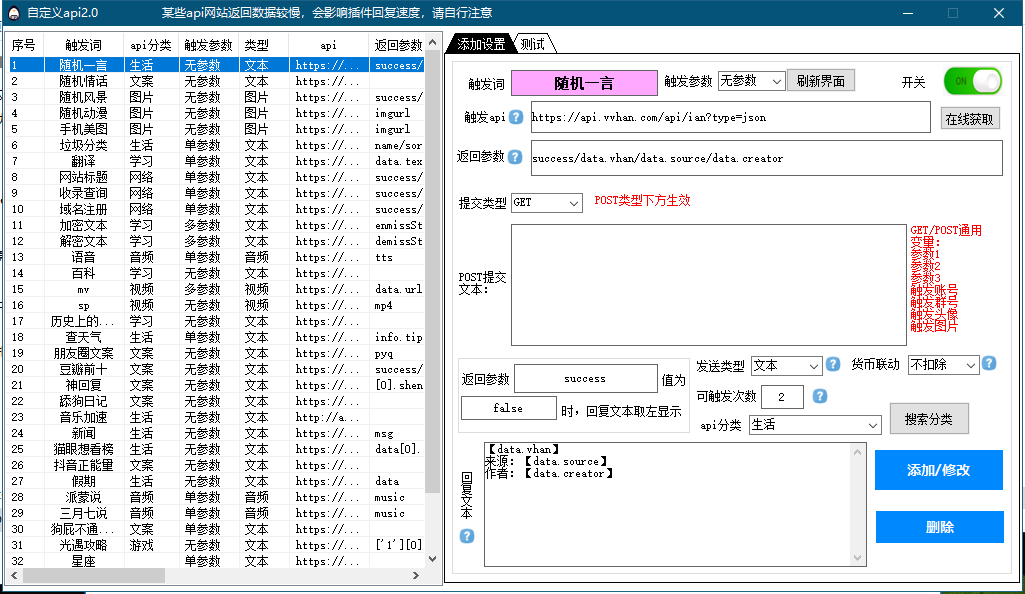 自定义api2.0 某些api网站返回数据较慢，会影响插件回复速度，请自行注意
序号 触发词 api分类 触发参数 类型 api 返回参数
1 随机一言 生活 无参数 文本 https://... success/
2 随机情话 文案 无参数 文本 https://...
3 随机风景 图片 无参数 图片 https://... success/
4 随机动漫 图片 无参数 图片 https://... imgurl
5 手机美图 图片 无参数 图片 https://... imgurl
6 垃圾分类 生活 单参数 文本 https://... name/sor
7 翻译 学习 单参数 文本 https://... data.tex
8 网站标题 网络 单参数 文本 https://... success/
9 收录查询 网络 单参数 文本 https://... success/
10 域名注册 网络 单参数 文本 https://... success/
11 加密文本 学习 多参数 文本 https://... enmissSt
12 解密文本 学习 多参数 文本 https://... demissSt
13 语音 音频 单参数 音频 https://... tts
14 百科 学习 无参数 文本 https://...
15 mv 视频 多参数 视频 https://... data.url
16 sp 视频 无参数 视频 https://... mp4
17 历史上的... 学习 无参数 文本 https://...
18 查天气 生活 单参数 文本 https://... info.tip
19 朋友圈文案 文案 无参数 文本 https://... pyq
20 豆瓣前十 文案 无参数 文本 https://... success/
21 神回复 文案 无参数 文本 https://... [0].shen
22 舔狗日记 文案 无参数 文本 https://...
23 音乐加速 生活 无参数 文本 http://a...
24 新闻 生活 无参数 文本 https://... msg
25 猫眼想看榜 生活 无参数 文本 https://... data[0].
26 抖音正能量 文案 无参数 文本 https://...
27 假期 生活 无参数 文本 https://... data
28 派蒙说 音频 单参数 音频 https://... music
29 三月七说 音频 单参数 音频 https://... music
30 狗屁不通... 文案 单参数 文本 https://...
31 光遇攻略 游戏 无参数 文本 https://... ['1'][0]
32 星座 单参数 文本 https://...
添加设置 测试
触发词 随机一言 触发参数 无参数 刷新界面 开关 ON
触发api ? https://api.vvhan.com/api/ian?type=json 在线获取
返回参数 ? success/data.vhan/data.source/data.creator
提交类型 GET POST类型下方生效
POST提交
文本：
GET/POST通用
变量：
参数1
参数2
参数3
触发账号
触发群号
触发头像
触发图片
返回参数 success 值为
false 时，回复文本取左显示
发送类型 文本 ? 货币联动 不扣除 ?
可触发次数 2 ?
api分类 生活 搜索分类
回复文本 ?
【data.vhan】
来源：【data.source】
作者：【data.creator】
添加/修改
删除